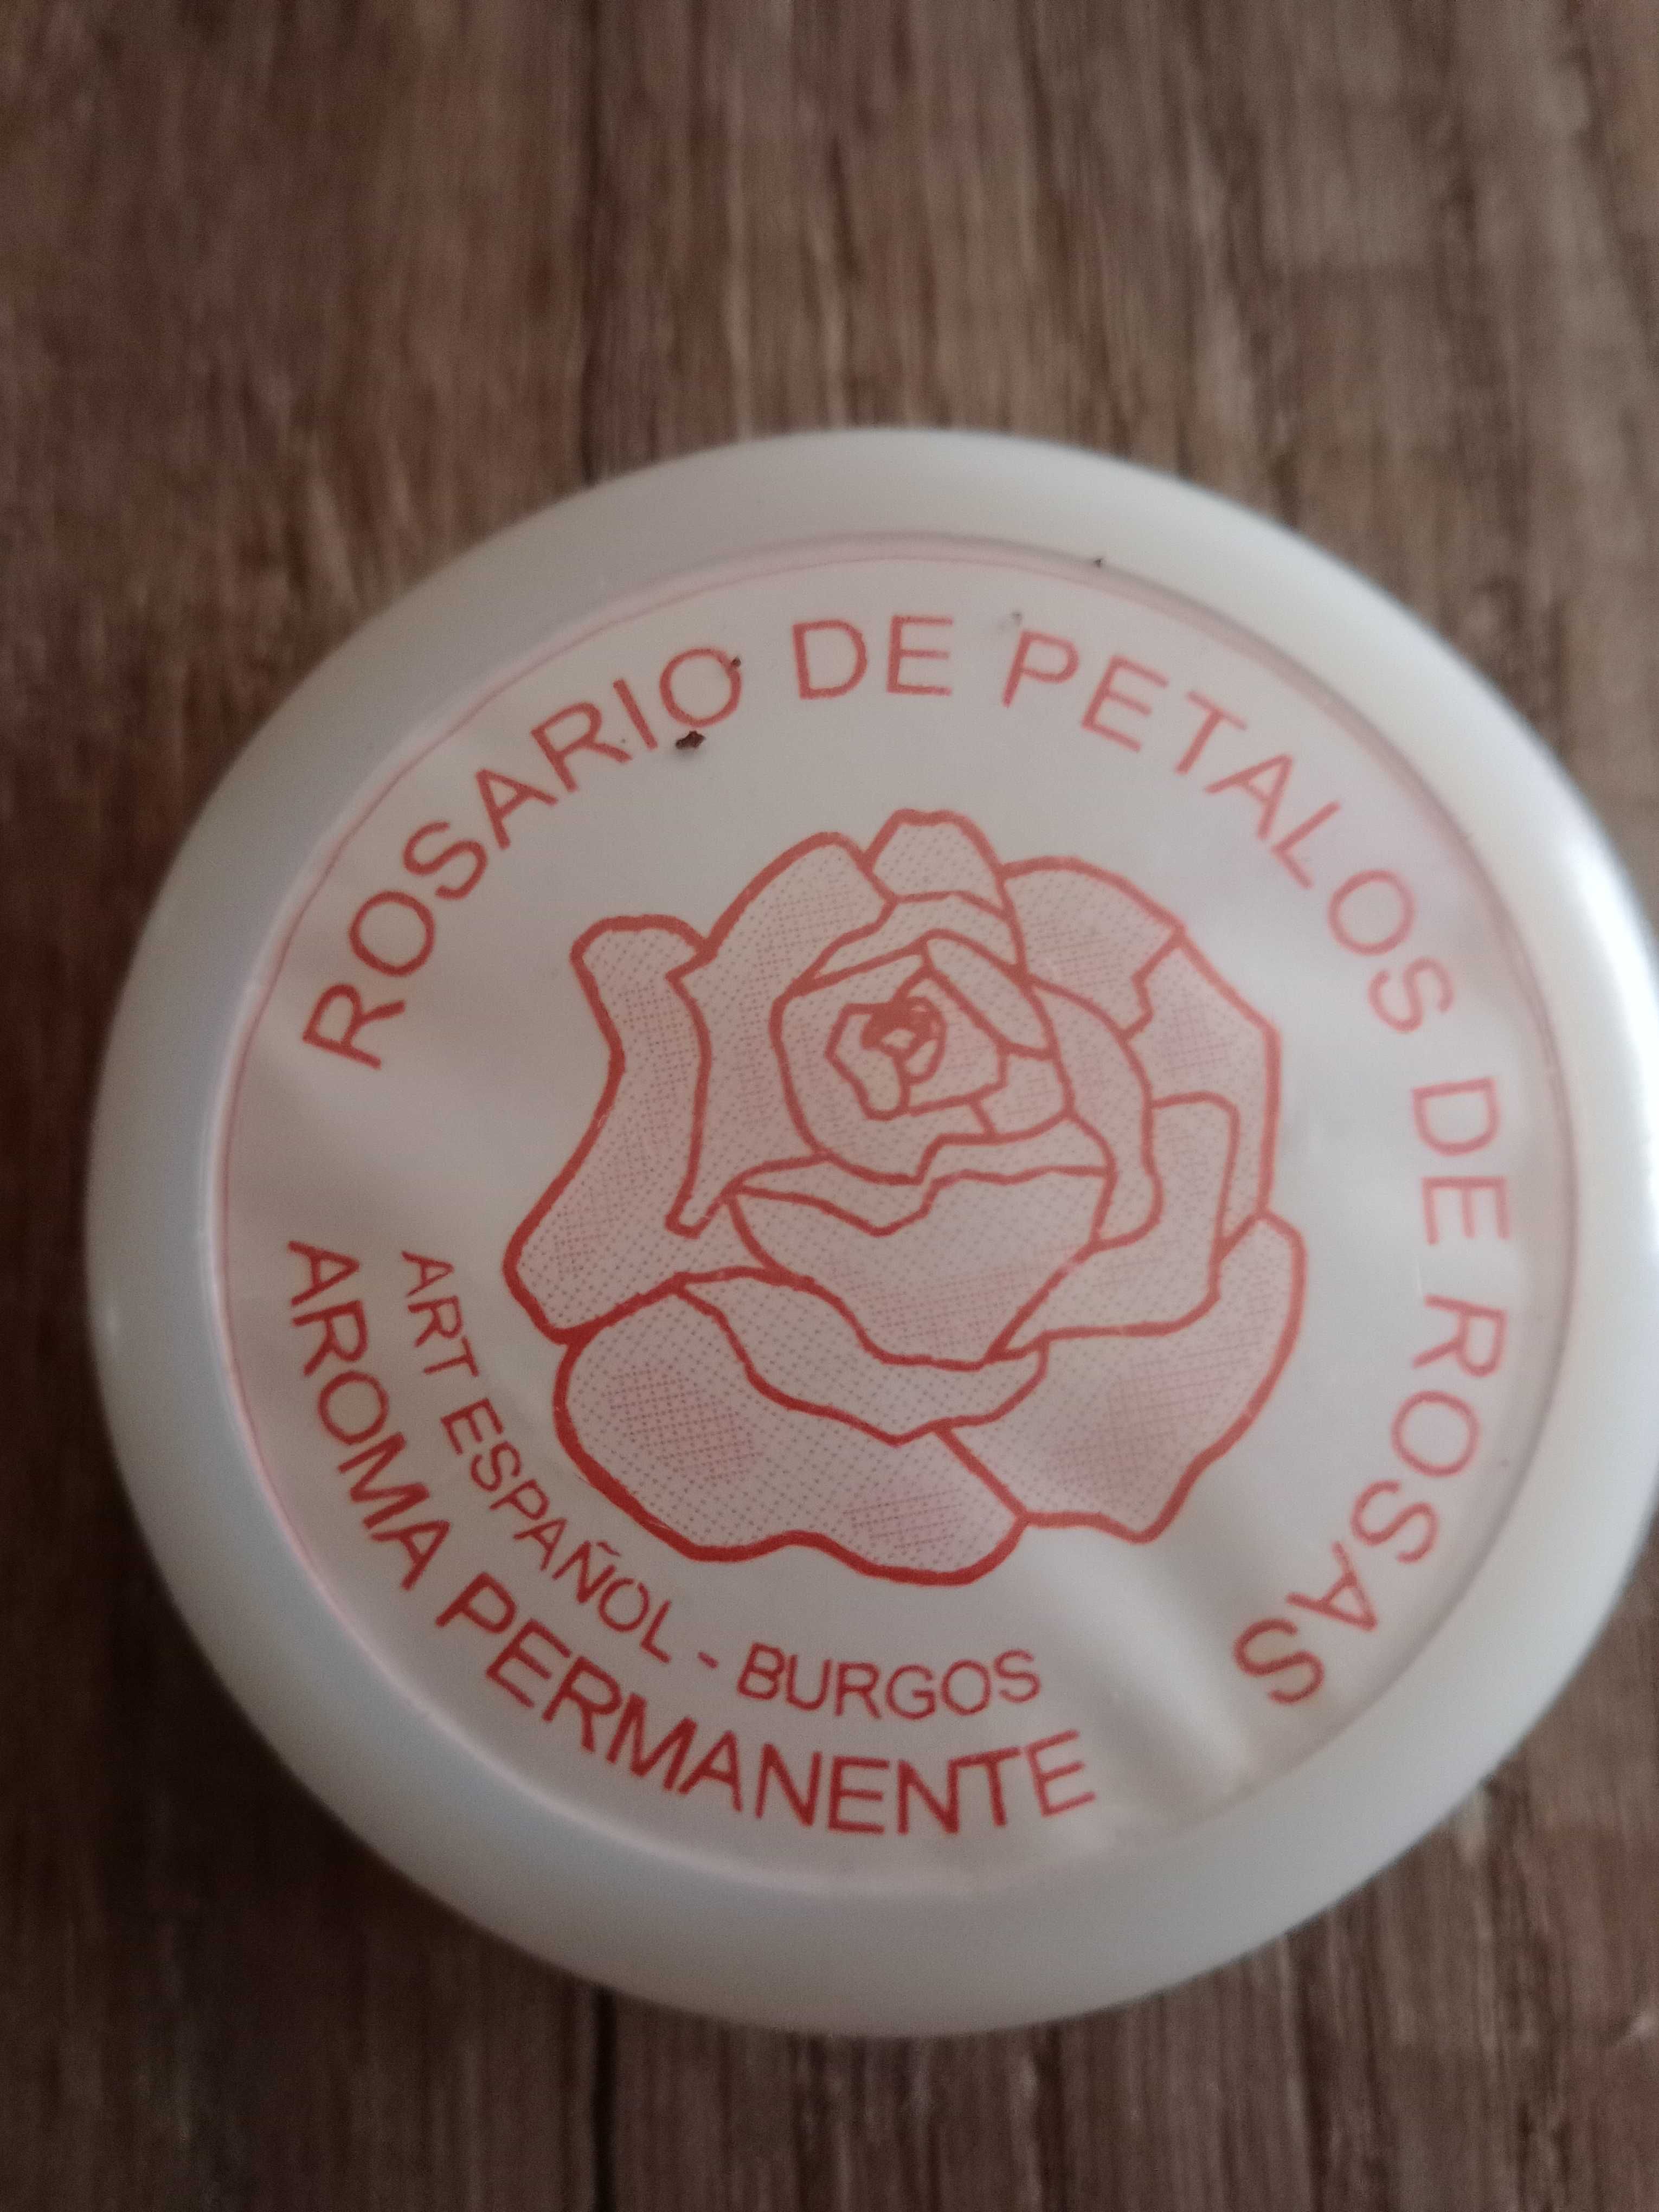 ROSARIO DE PETALOS DE ROSAS
ART ESPAÑOL - BURGOS
AROMA PERMANENTE